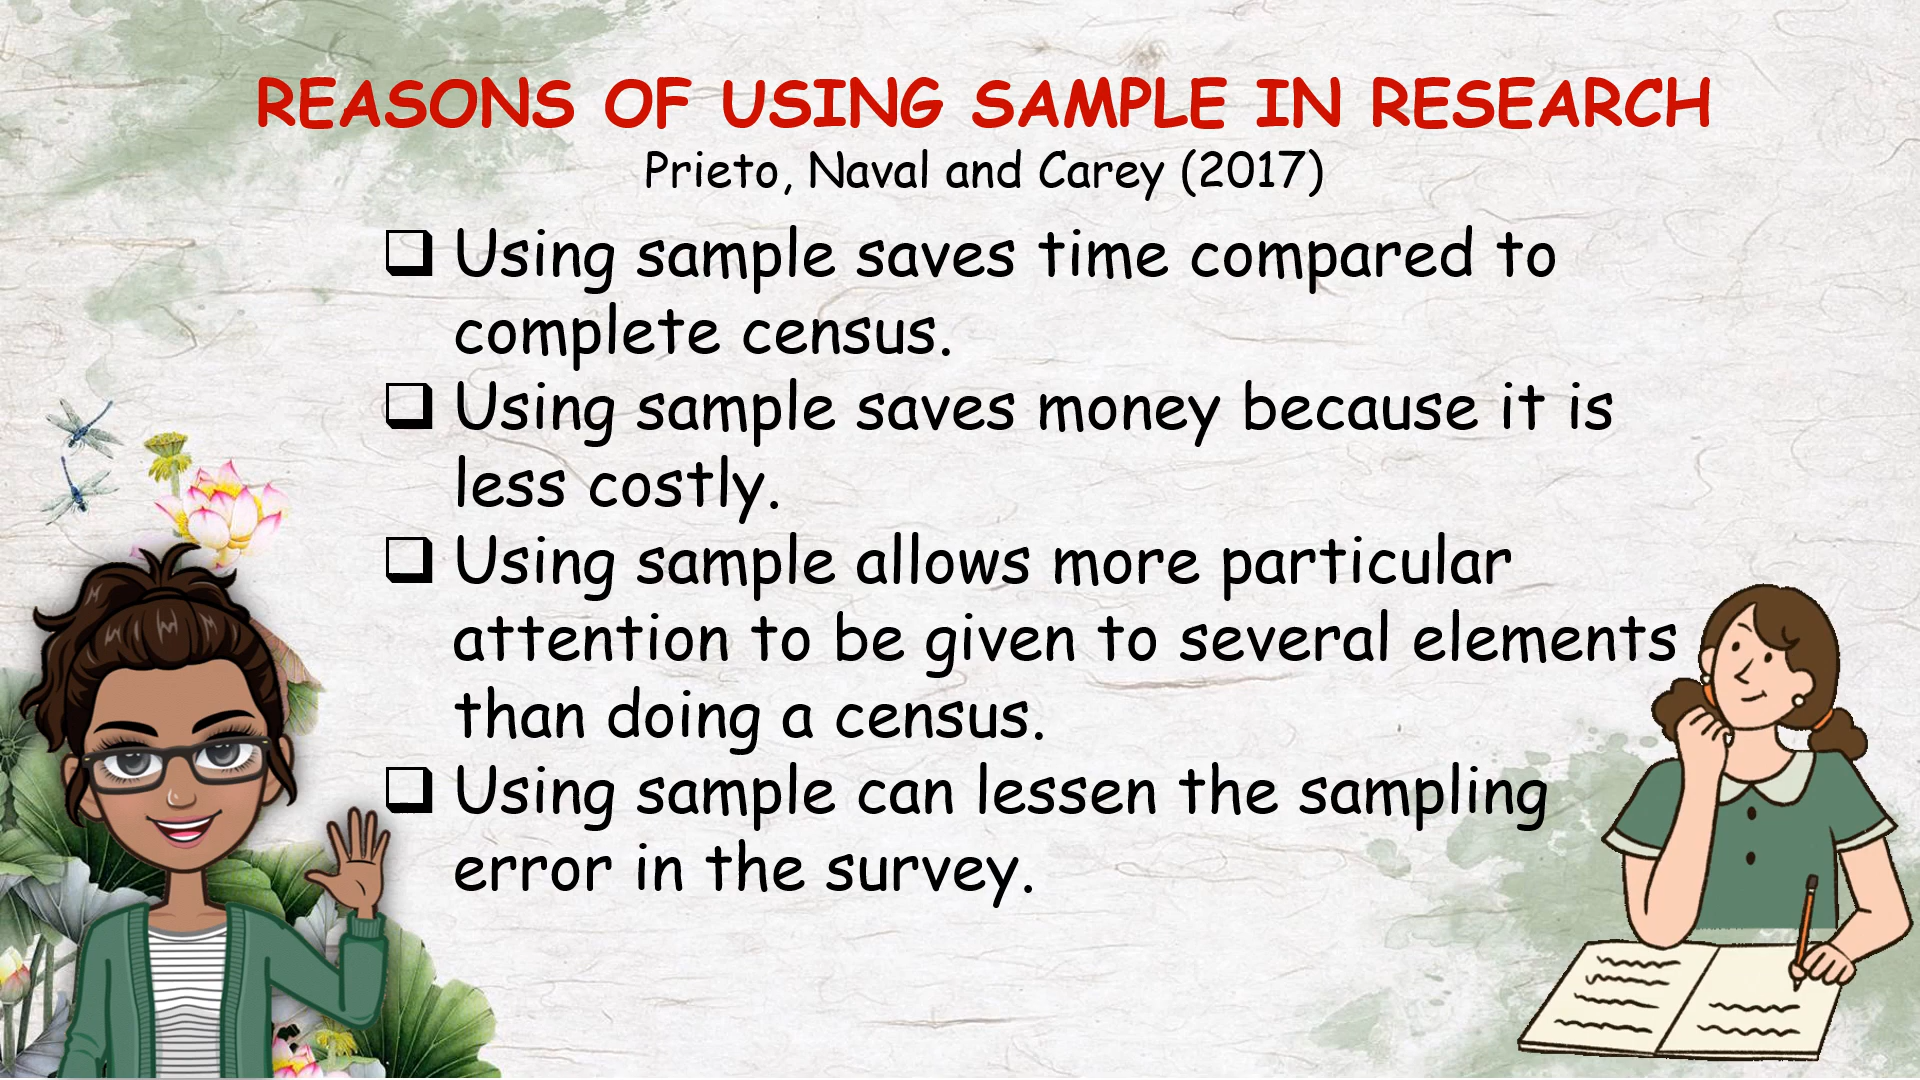 REASONS OF USING SAMPLE IN RESEARCH
Prieto, Naval and Carey (2017)
❑ Using sample saves time compared to
complete census.
❑ Using sample saves money because it is
less costly.
❑ Using sample allows more particular
attention to be given to several elements
than doing a census.
❑ Using sample can lessen the sampling
error in the survey.